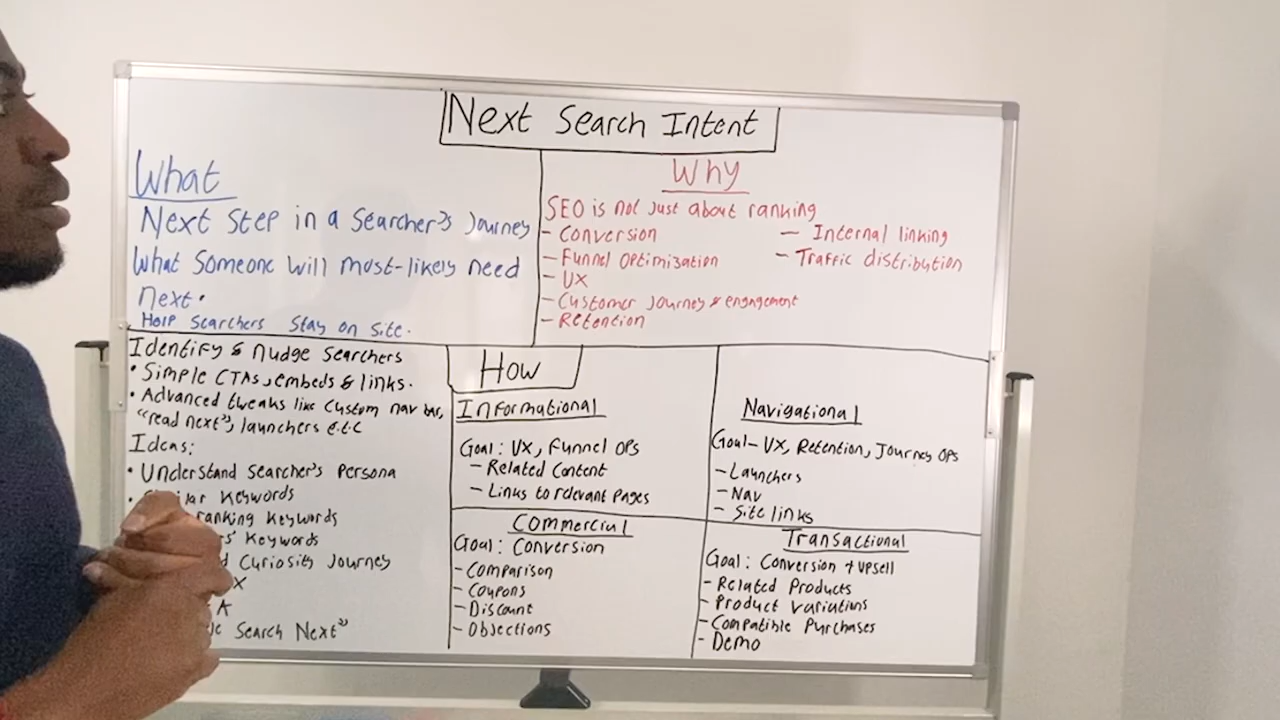 Next Search Intent
What
Next Step in a Searcher's Journey
What Someone will most-likely need
Next.
Help Searchers Stay on Site.
Why
SEO is not just about ranking
- Conversion
- Funnel Optimization
- UX
- Customer Journey & engagement
- Retention
- Internal linking
- Traffic distribution
Identify & nudge Searchers
• Simple CTAs, embeds & links.
• Advanced tweaks like Custom nav bar,
"read next", launchers e.t.c
Ideas:
• Understand Searcher's Persona
• Keywords
ranking Keywords
Keywords
Curiosity Journey
Search Next"
How
Informational
Goal: UX, Funnel OPS
- Related Content
- Links to relevant Pages
Navigational
Goal - UX, Retention, Journey OPS
- Launchers
- Nav
- Site links
Commercial
Goal: Conversion
- Comparison
- Coupons
- Discount
- Objections
Transactional
Goal: Conversion + upsell
- Related Products
- Product Variations
- Compatible Purchases
- Demo